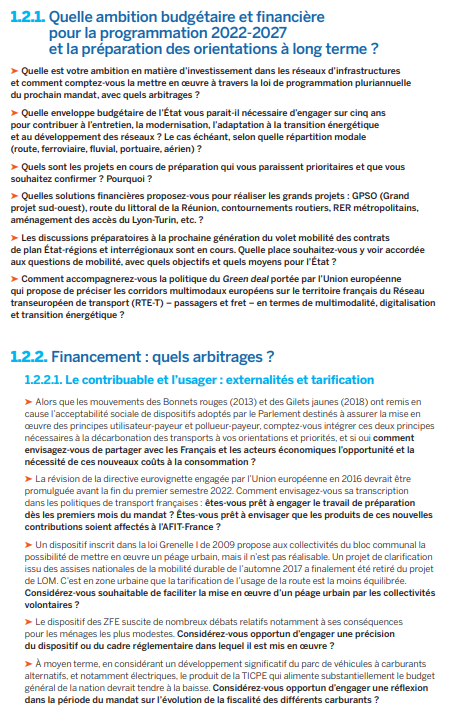 1.2.1. Quelle ambition budgétaire et financière
pour la programmation 2022-2027
et la préparation des orientations à long terme ?
➤ Quelle est votre ambition en matière d'investissement dans les réseaux d'infrastructures
et comment comptez-vous la mettre en œuvre à travers la loi de programmation pluriannuelle
du prochain mandat, avec quels arbitrages ?
➤ Quelle enveloppe budgétaire de l'État vous parait-il nécessaire d'engager sur cinq ans
pour contribuer à l'entretien, la modernisation, l'adaptation à la transition énergétique
et au développement des réseaux ? Le cas échéant, selon quelle répartition modale
(route, ferroviaire, fluvial, portuaire, aérien) ?
➤ Quels sont les projets en cours de préparation qui vous paraissent prioritaires et que vous
souhaitez confirmer ? Pourquoi ?
➤ Quelles solutions financières proposez-vous pour réaliser les grands projets : GPSO (Grand
projet sud-ouest), route du littoral de la Réunion, contournements routiers, RER métropolitains,
aménagement des accès du Lyon-Turin, etc. ?
➤ Les discussions préparatoires à la prochaine génération du volet mobilité des contrats
de plan État-régions et interrégionaux sont en cours. Quelle place souhaitez-vous y voir accordée
aux questions de mobilité, avec quels objectifs et quels moyens pour l'État ?
➤ Comment accompagnerez-vous la politique du Green deal portée par l'Union européenne
qui propose de préciser les corridors multimodaux européens sur le territoire français du Réseau
transeuropéen de transport (RTE-T) – passagers et fret – en termes de multimodalité, digitalisation
et transition énergétique ?
1.2.2. Financement : quels arbitrages ?
1.2.2.1. Le contribuable et l'usager : externalités et tarification
➤ Alors que les mouvements des Bonnets rouges (2013) et des Gilets jaunes (2018) ont remis en
cause l'acceptabilité sociale de dispositifs adoptés par le Parlement destinés à assurer la mise en
œuvre des principes utilisateur-payeur et pollueur-payeur, comptez-vous intégrer ces deux principes
nécessaires à la décarbonation des transports à vos orientations et priorités, et si oui comment
envisagez-vous de partager avec les Français et les acteurs économiques l'opportunité et la
nécessité de ces nouveaux coûts à la consommation ?
➤ La révision de la directive eurovignette engagée par l'Union européenne en 2016 devrait être
promulguée avant la fin du premier semestre 2022. Comment envisagez-vous sa transcription
dans les politiques de transport françaises : êtes-vous prêt à engager le travail de préparation
dès les premiers mois du mandat ? Êtes-vous prêt à envisager que les produits de ces nouvelles
contributions soient affectés à l'AFIT-France ?
➤ Un dispositif inscrit dans la loi Grenelle I de 2009 propose aux collectivités du bloc communal la
possibilité de mettre en œuvre un péage urbain, mais il n'est pas réalisable. Un projet de clarification
issu des assises nationales de la mobilité durable de l'automne 2017 a finalement été retiré du projet
de LOM. C'est en zone urbaine que la tarification de l'usage de la route est la moins équilibrée.
Considérez-vous souhaitable de faciliter la mise en œuvre d'un péage urbain par les collectivités
volontaires ?
➤ Le dispositif des ZFE suscite de nombreux débats relatifs notamment à ses conséquences
pour les ménages les plus modestes. Considérez-vous opportun d'engager une précision
du dispositif ou du cadre réglementaire dans lequel il est mis en œuvre ?
➤ À moyen terme, en considérant un développement significatif du parc de véhicules à carburants
alternatifs, et notamment électriques, le produit de la TICPE qui alimente substantiellement le budget
général de la nation devrait tendre à la baisse. Considérez-vous opportun d'engager une réflexion
dans la période du mandat sur l'évolution de la fiscalité des différents carburants ?